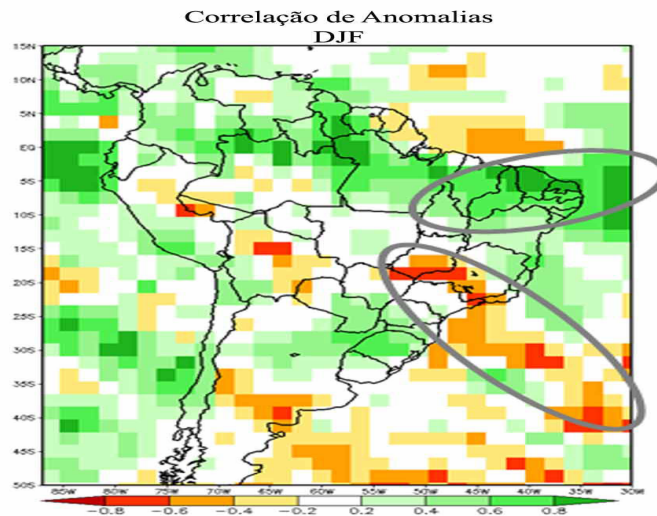 Correlação de Anomalias
DJF
15N
10N
5N
EQ
5S
10S
15S
20S
25S
30S
35S
40S
45S
50S
85W 80W 75W 70W 65W 60W 55W 50W 45W 40W 35W 30W
-0.8 -0.6 -0.4 -0.2 0.2 0.4 0.6 0.8